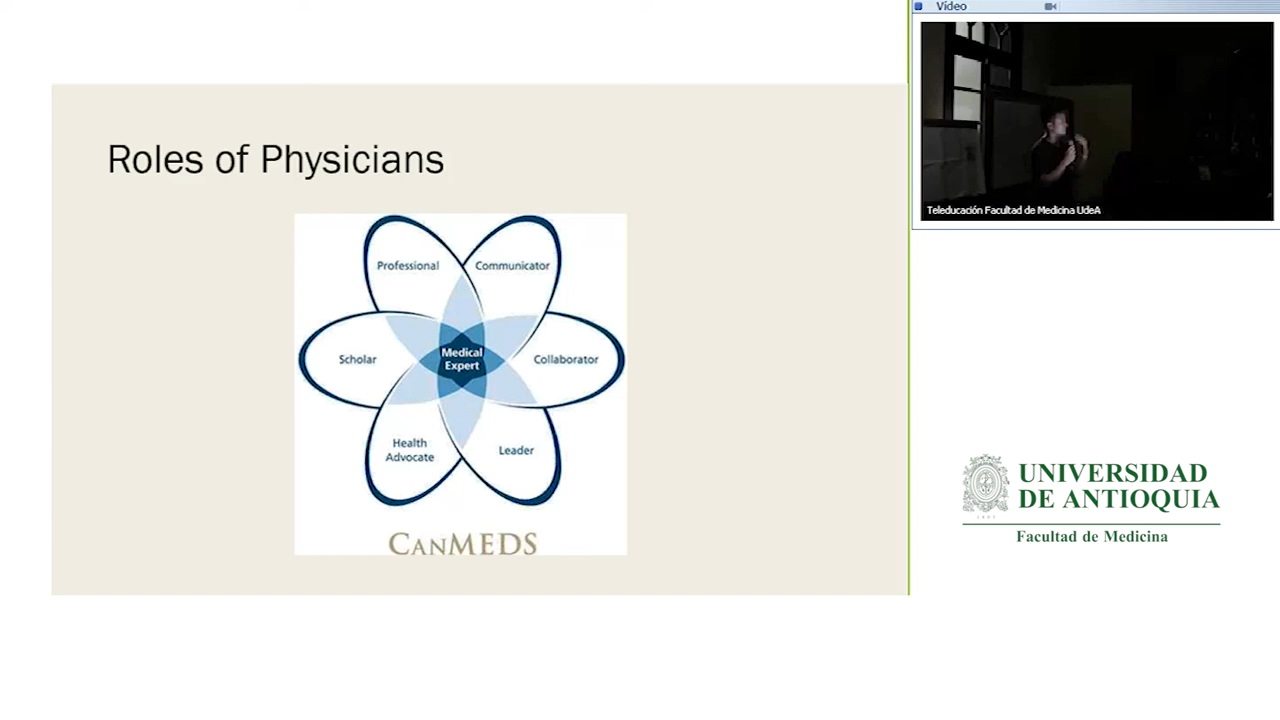 Roles of Physicians
Professional
Communicator
Scholar
Medical
Expert
Collaborator
Health
Advocate
Leader
CANMEDS
Vídeo
Teleducación Facultad de Medicina UdeA
UNIVERSIDAD
DE ANTIOQUIA
Facultad de Medicina